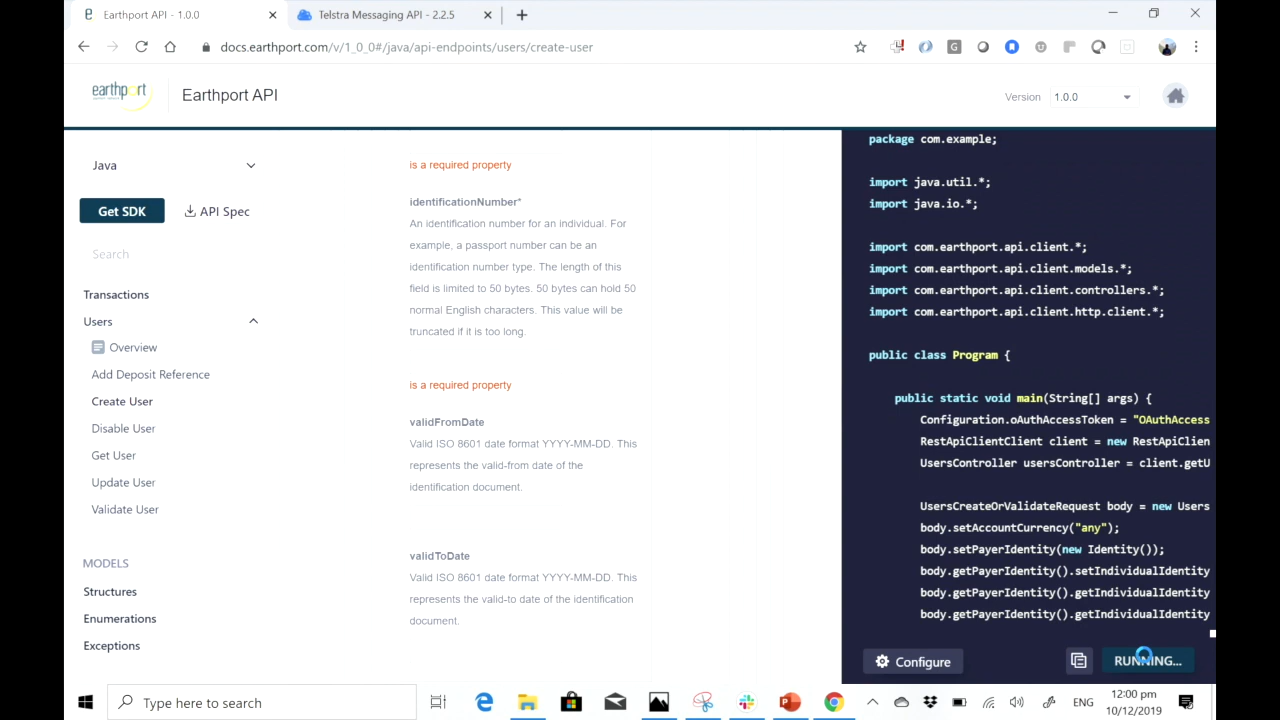 Earthport API - 1.0.0
Telstra Messaging API - 2.2.5
docs.earthport.com/v/1_0_0#/java/api-endpoints/users/create-user
earthport
Earthport API
Version 1.0.0
Java
Get SDK
API Spec
Search
Transactions
Users
Overview
Add Deposit Reference
Create User
Disable User
Get User
Update User
Validate User
MODELS
Structures
Enumerations
Exceptions
is a required property
identificationNumber*
An identification number for an individual. For
example, a passport number can be an
identification number type. The length of this
field is limited to 50 bytes. 50 bytes can hold 50
normal English characters. This value will be
truncated if it is too long.
is a required property
validFromDate
Valid ISO 8601 date format YYYY-MM-DD. This
represents the valid-from date of the
identification document.
validToDate
Valid ISO 8601 date format YYYY-MM-DD. This
represents the valid-to date of the identification
document.
package com.example;
import java.util.*;
import java.io.*;
import com.earthport.api.client.*;
import com.earthport.api.client.models.*;
import com.earthport.api.client.controllers.*;
import com.earthport.api.client.http.client.*;
public class Program {
public static void main(String[] args) {
Configuration.oAuthAccessToken = "OAuthAccess
RestApiClientClient client = new RestApiClien
UsersController usersController = client.getU
UsersCreateOrValidateRequest body = new Users
body.setAccountCurrency("any");
body.setPayerIdentity(new Identity());
body.getPayerIdentity().setIndividualIdentity
body.getPayerIdentity().getIndividualIdentity
body.getPayerIdentity().getIndividualIdentity
Configure
RUNNING...
Type here to search
ENG
12:00 pm
10/12/2019